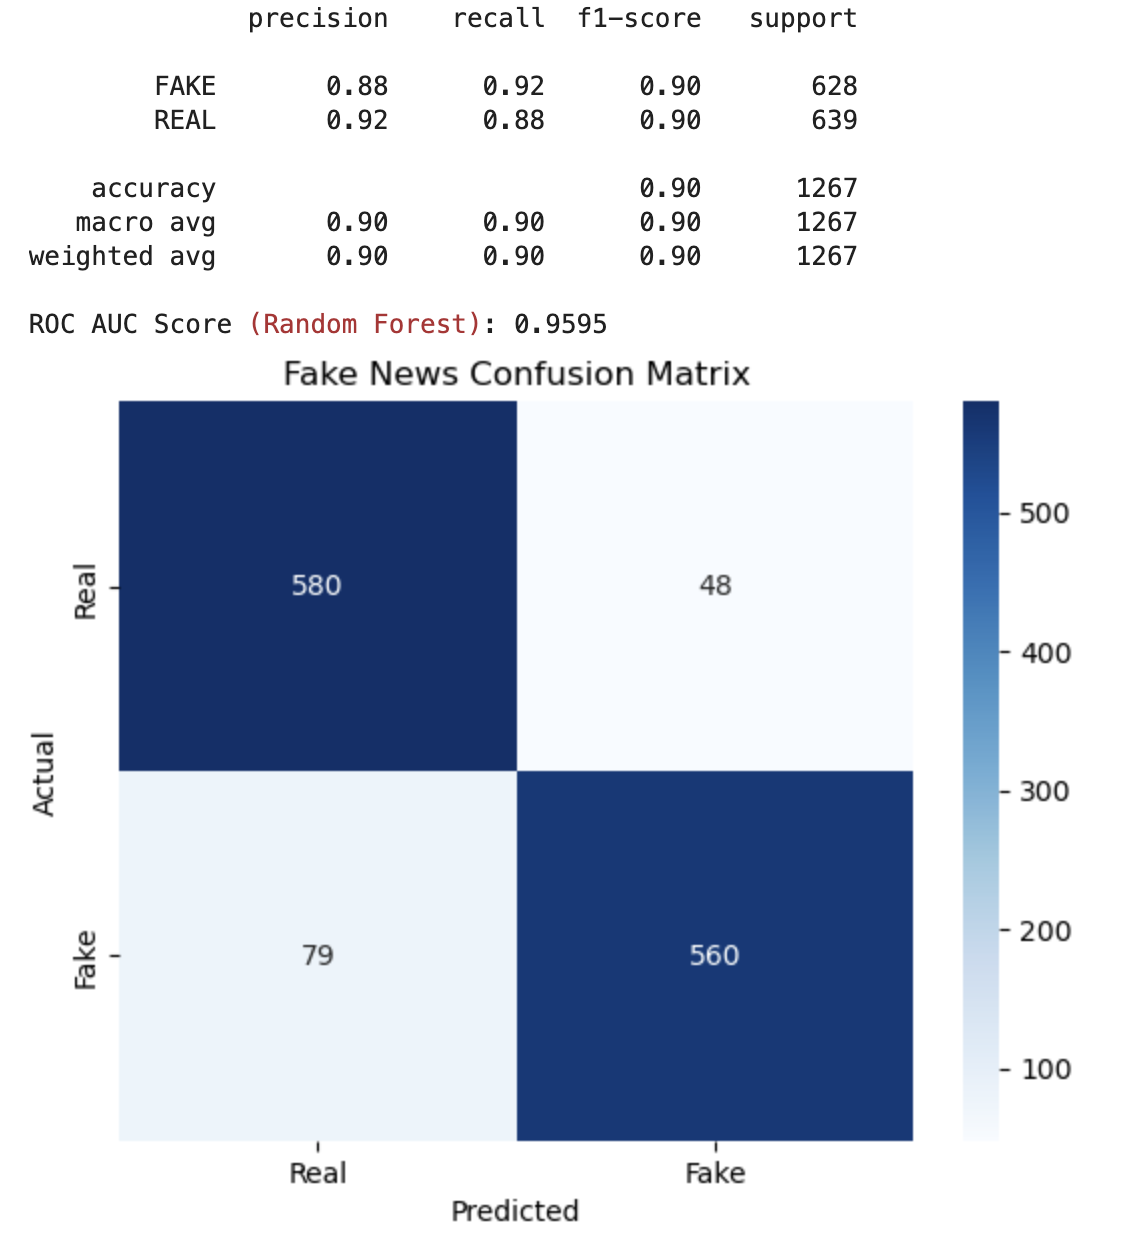 precision recall f1-score support
FAKE 0.88 0.92 0.90 628
REAL 0.92 0.88 0.90 639
accuracy 0.90 1267
macro avg 0.90 0.90 0.90 1267
weighted avg 0.90 0.90 0.90 1267
ROC AUC Score (Random Forest): 0.9595
Fake News Confusion Matrix
500
Real 580 48
400
Actual
300
Fake 79 560
200
100
Real Fake
Predicted